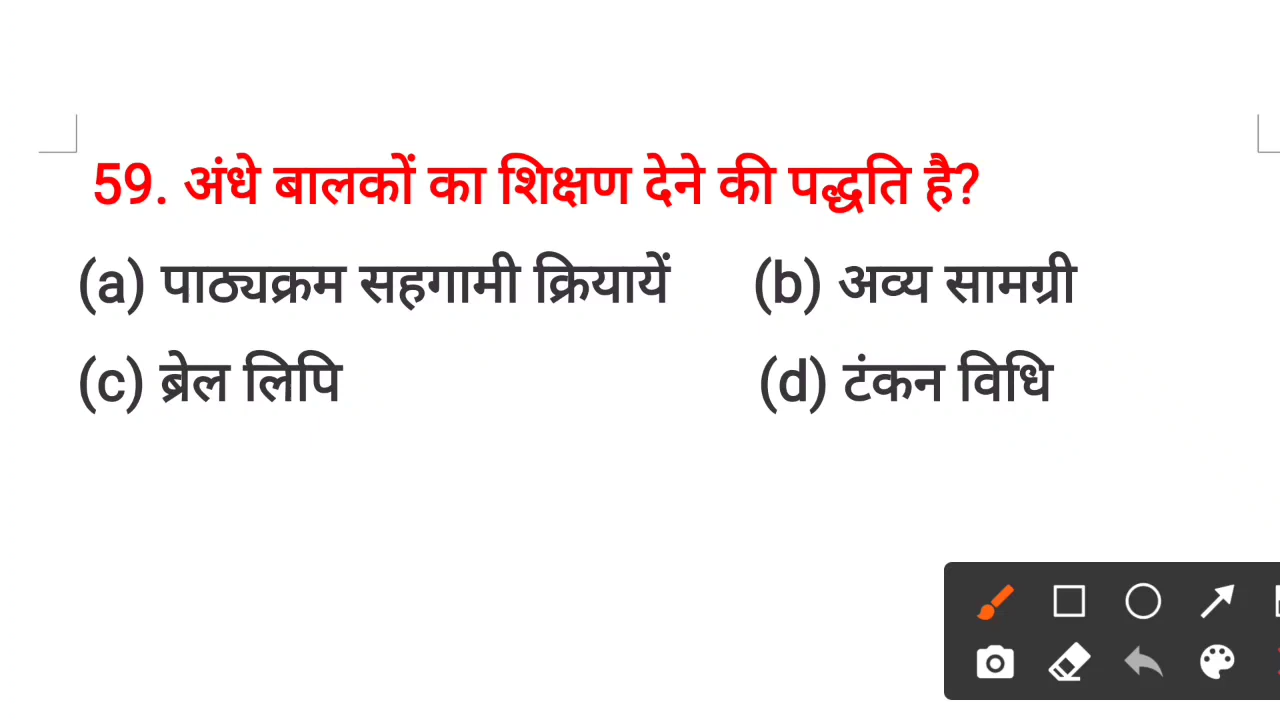 59. अंधे बालकों का शिक्षण देने की पद्धति है?
(a) पाठ्यक्रम सहगामी क्रियायें (b) अव्य सामग्री
(c) ब्रेल लिपि (d) टंकन विधि